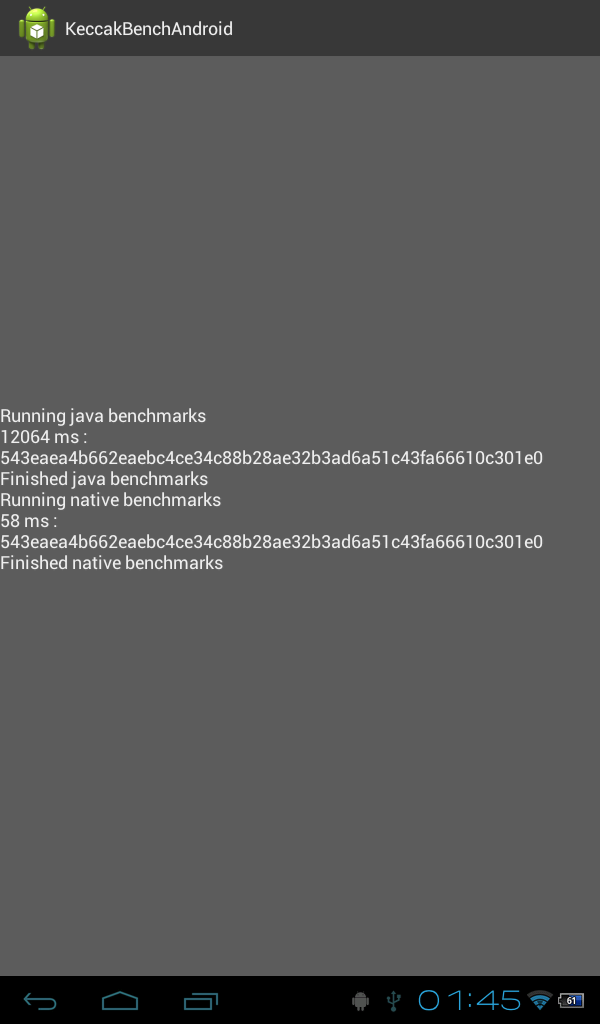 KeccakBenchAndroid
Running java benchmarks
12064 ms :
543eaea4b662eaebc4ce34c88b28ae32b3ad6a51c43fa66610c301e0
Finished java benchmarks
Running native benchmarks
58 ms :
543eaea4b662eaebc4ce34c88b28ae32b3ad6a51c43fa66610c301e0
Finished native benchmarks
01:45 61